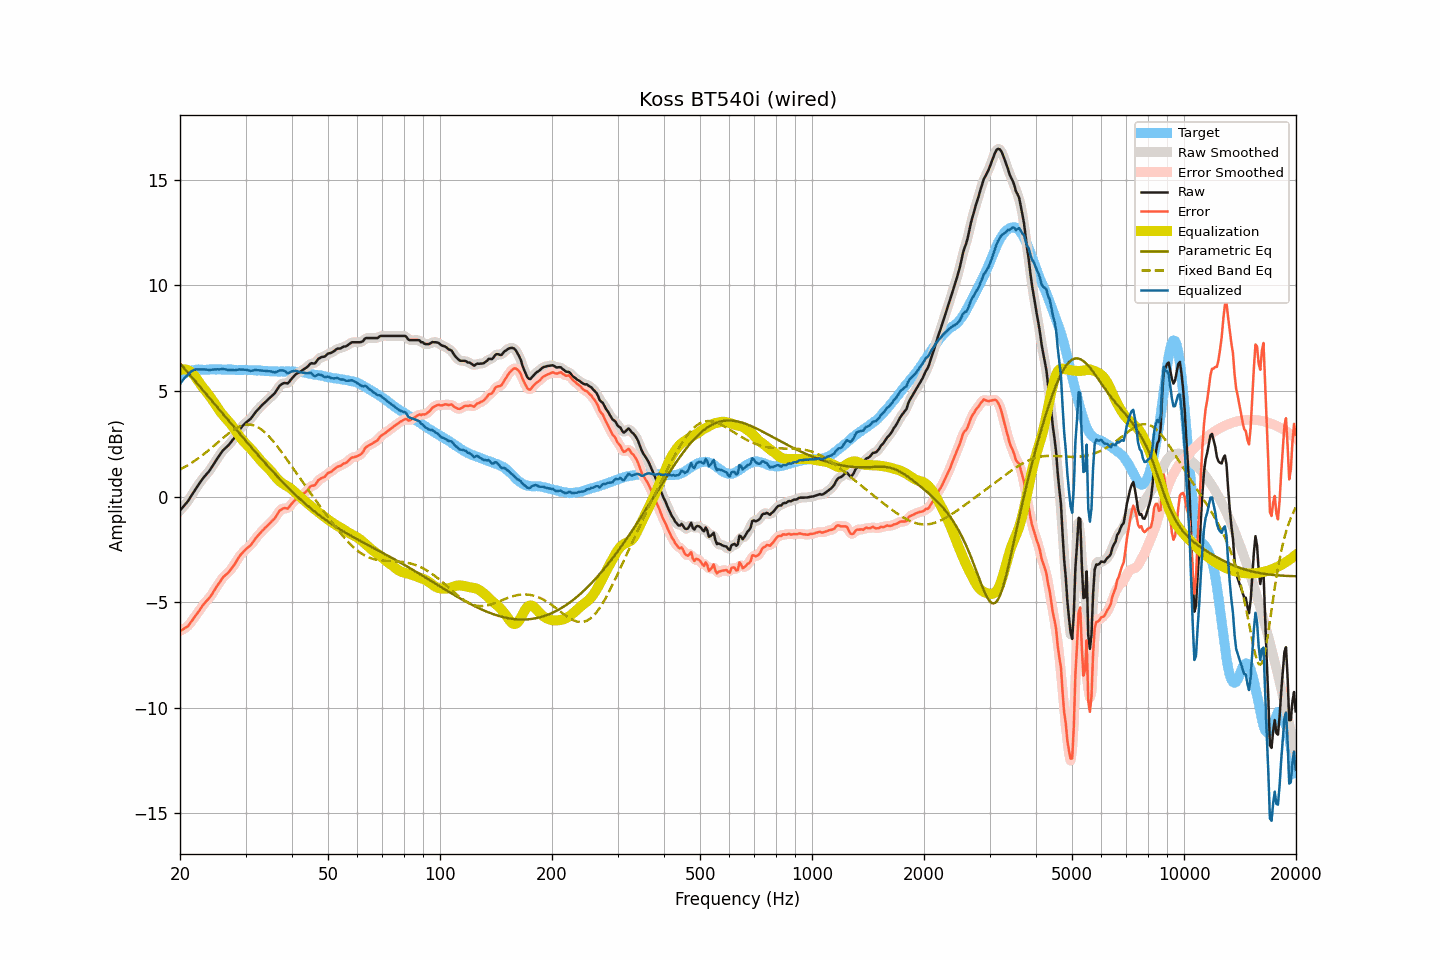 Koss BT540i (wired)
Target
Raw Smoothed
Error Smoothed
Raw
Error
Equalization
Parametric Eq
Fixed Band Eq
Equalized
15
10
5
0
−5
−10
−15
Amplitude (dBr)
20
50
100
200
500
1000
2000
5000
10000
20000
Frequency (Hz)